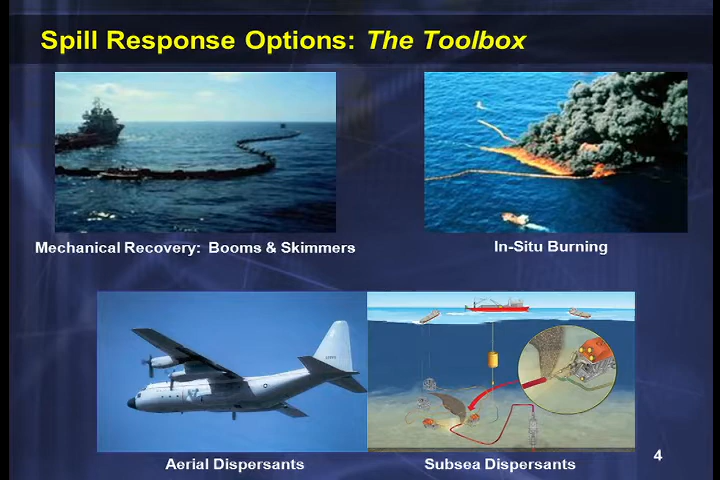 Spill Response Options: The Toolbox
Mechanical Recovery: Booms & Skimmers
In-Situ Burning
Aerial Dispersants
Subsea Dispersants
4